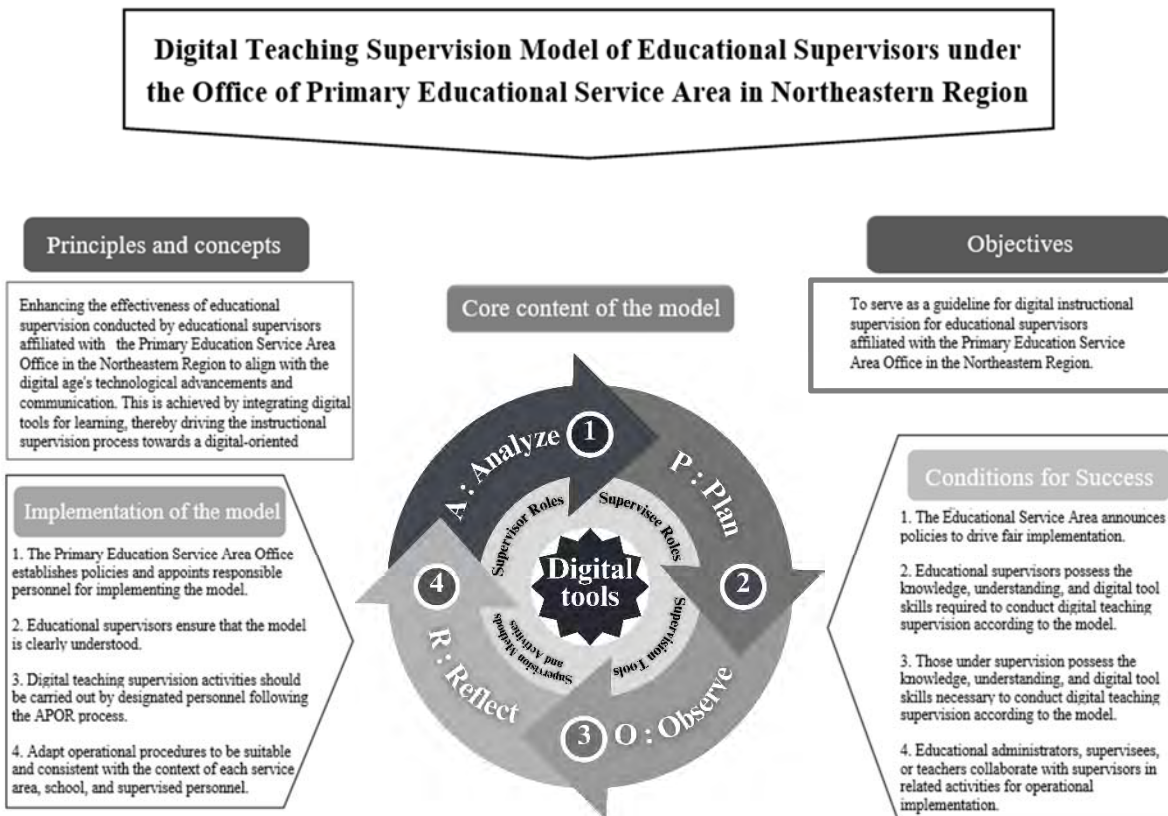 Digital Teaching Supervision Model of Educational Supervisors under
the Office of Primary Educational Service Area in Northeastern Region
Principles and concepts
Enhancing the effectiveness of educational
supervision conducted by educational supervisors
affiliated with the Primary Education Service Area
Office in the Northeastern Region to align with the
digital age's technological advancements and
communication. This is achieved by integrating digital
tools for learning, thereby driving the instructional
supervision process towards a digital-oriented
Implementation of the model
1. The Primary Education Service Area Office
establishes policies and appoints responsible
personnel for implementing the model.
2. Educational supervisors ensure that the model
is clearly understood.
3. Digital teaching supervision activities should
be carried out by designated personnel following
the APOR process.
4. Adapt operational procedures to be suitable
and consistent with the context of each service
area, school, and supervised personnel.
Core content of the model
A : Analyze
1
P : Plan
2
O : Observe
3
R : Reflect
4
Supervisor Roles
Supervisee Roles
Supervision Tools
Supervision Methods
and Activities
Digital
tools
Objectives
To serve as a guideline for digital instructional
supervision for educational supervisors
affiliated with the Primary Education Service
Area Office in the Northeastern Region.
Conditions for Success
1. The Educational Service Area announces
policies to drive fair implementation.
2. Educational supervisors possess the
knowledge, understanding, and digital tool
skills required to conduct digital teaching
supervision according to the model.
3. Those under supervision possess the
knowledge, understanding, and digital tool
skills necessary to conduct digital teaching
supervision according to the model.
4. Educational administrators, supervisees,
or teachers collaborate with supervisors in
related activities for operational
implementation.